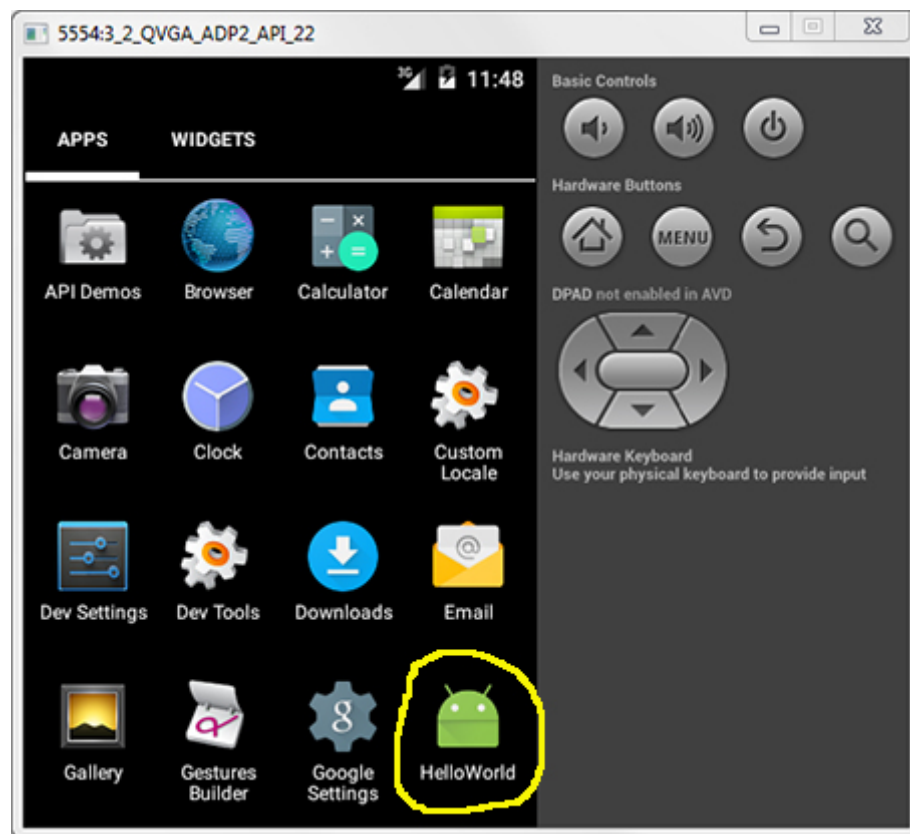 5554:3_2_QVGA_ADP2_API_22
3G 11:48
APPS WIDGETS
API Demos Browser Calculator Calendar
Camera Clock Contacts Custom
Locale
Dev Settings Dev Tools Downloads Email
Gallery Gestures Google HelloWorld
Builder Settings
Basic Controls
Hardware Buttons
MENU
DPAD not enabled in AVD
Hardware Keyboard
Use your physical keyboard to provide input